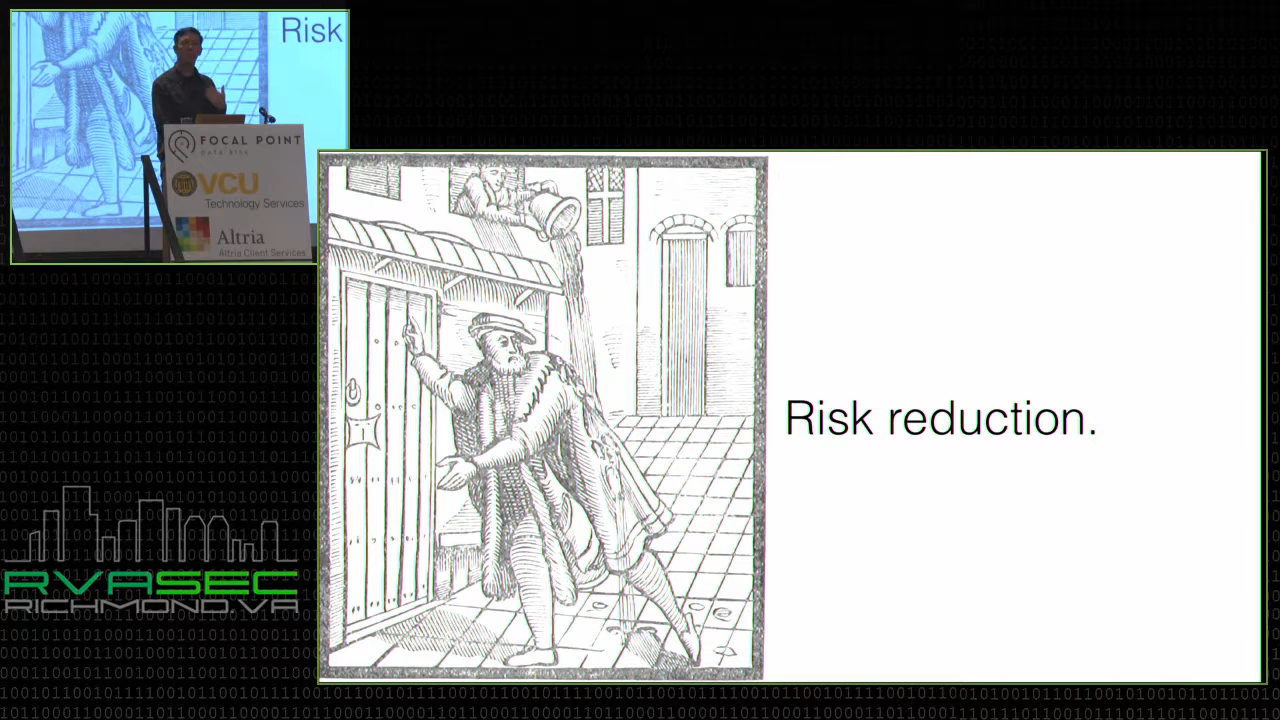 Risk
FOCAL POINT
DATA RISK
VCU
Technology Services
Altria
Altria Client Services
Risk reduction.
RVASEC
RICHMOND.VA